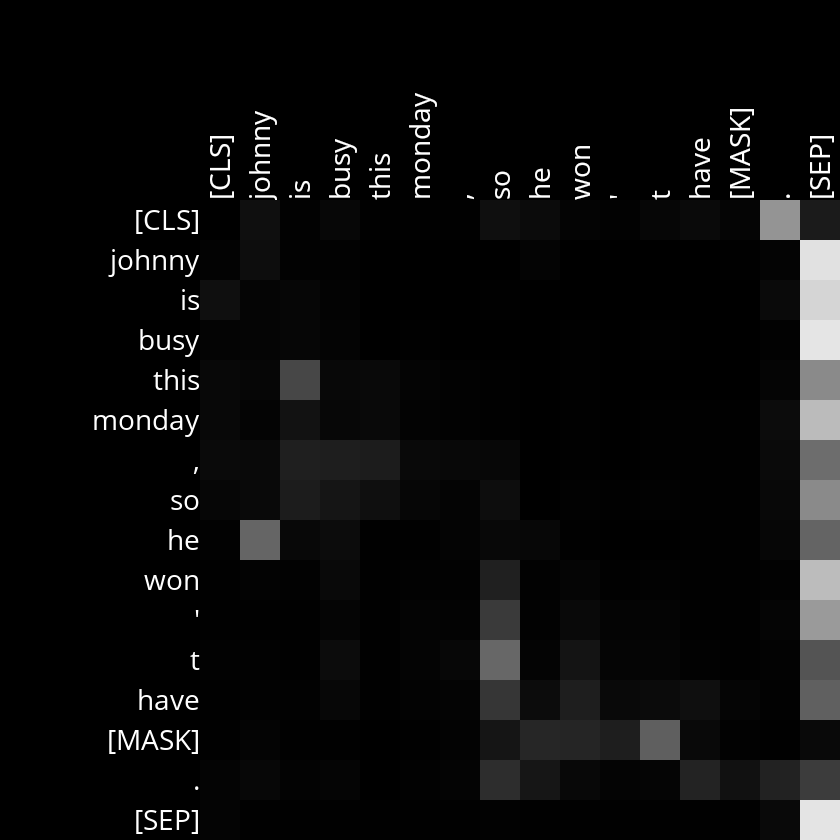 [CLS] johnny is busy this monday , so he won ' t have [MASK] . [SEP]
[CLS]
johnny
is
busy
this
monday
,
so
he
won
'
t
have
[MASK]
.
[SEP]